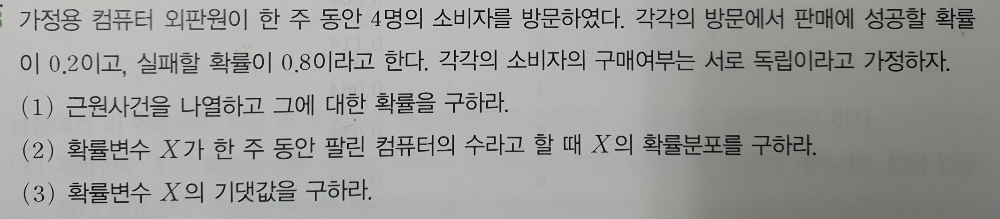 가정용 컴퓨터 외판원이 한 주 동안 4명의 소비자를 방문하였다. 각각의 방문에서 판매에 성공할 확률
이 0.2이고, 실패할 확률이 0.8이라고 한다. 각각의 소비자의 구매여부는 서로 독립이라고 가정하자.
(1) 근원사건을 나열하고 그에 대한 확률을 구하라.
(2) 확률변수 X가 한 주 동안 팔린 컴퓨터의 수라고 할 때 X의 확률분포를 구하라.
(3) 확률변수 X의 기댓값을 구하라.